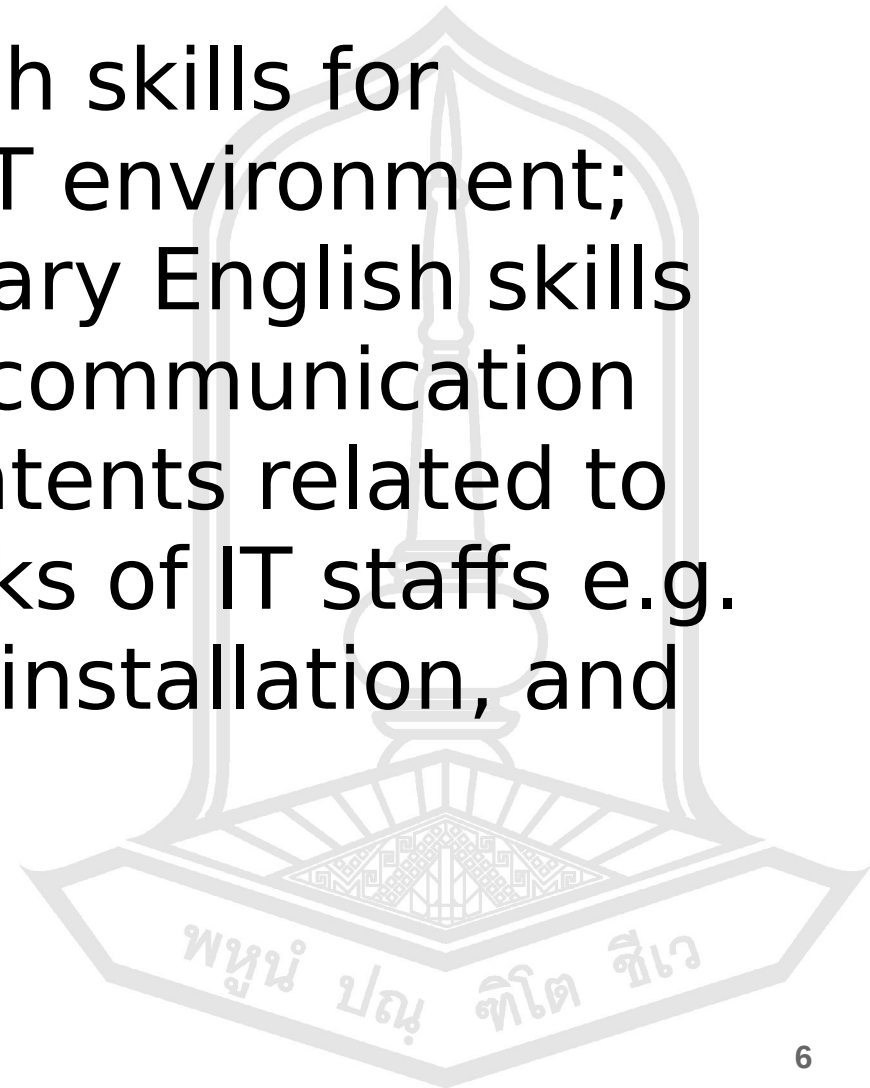 h skills for
T environment;
ary English skills
communication
tents related to
ks of IT staffs e.g.
installation, and
พหูนํ ปณฺฑิโต ชีเว
6